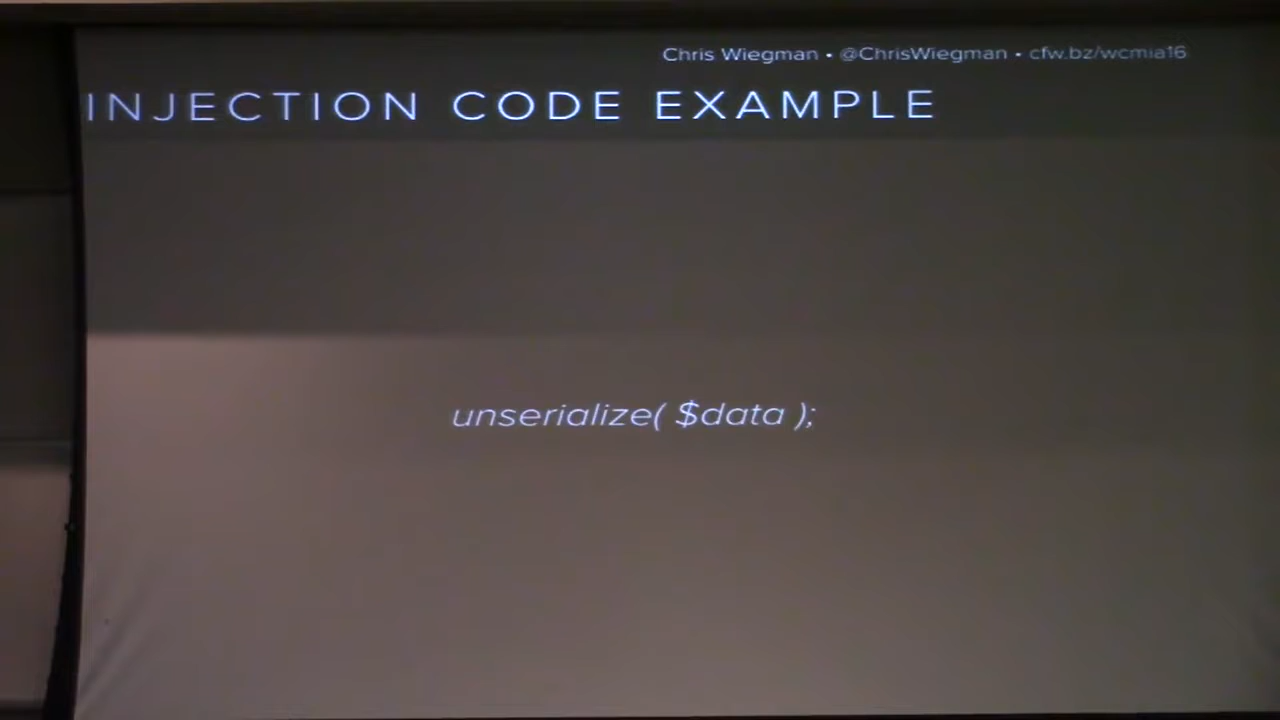 Chris Wiegman • @ChrisWiegman • cfw.bz/wcmia16
INJECTION CODE EXAMPLE
unserialize( $data );